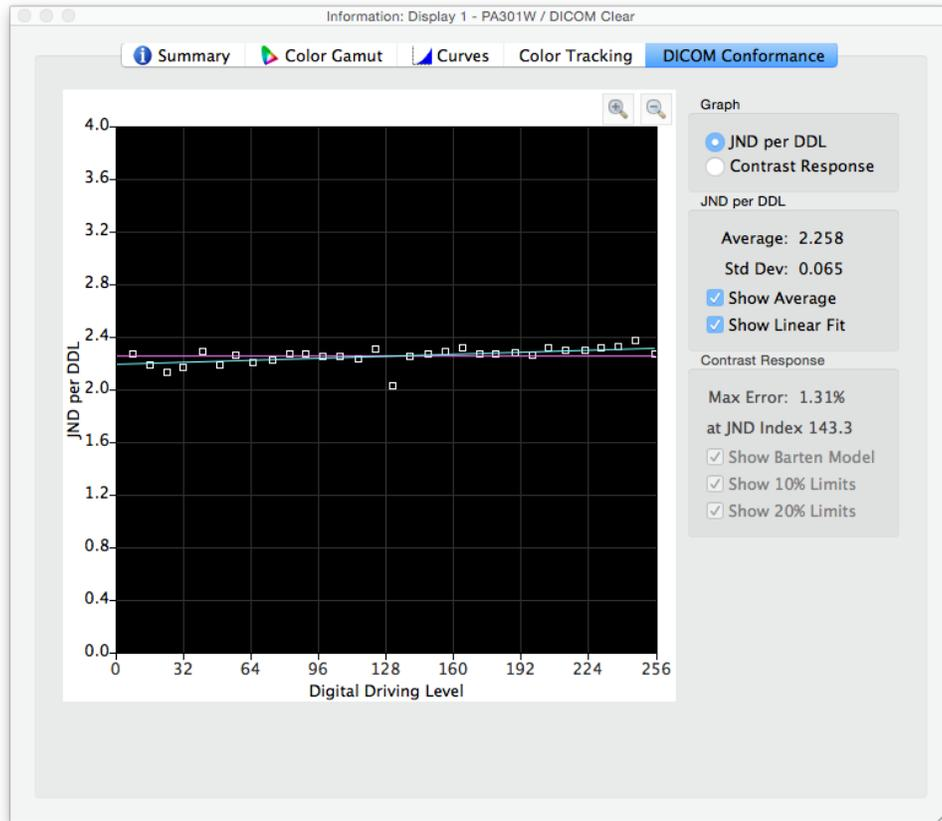 Information: Display 1 - PA301W / DICOM Clear
Summary
Color Gamut
Curves
Color Tracking
DICOM Conformance
4.0
3.6
3.2
2.8
2.4
2.0
1.6
1.2
0.8
0.4
0.0
JND per DDL
0 32 64 96 128 160 192 224 256
Digital Driving Level
Graph
JND per DDL
Contrast Response
JND per DDL
Average: 2.258
Std Dev: 0.065
Show Average
Show Linear Fit
Contrast Response
Max Error: 1.31%
at JND Index 143.3
Show Barten Model
Show 10% Limits
Show 20% Limits